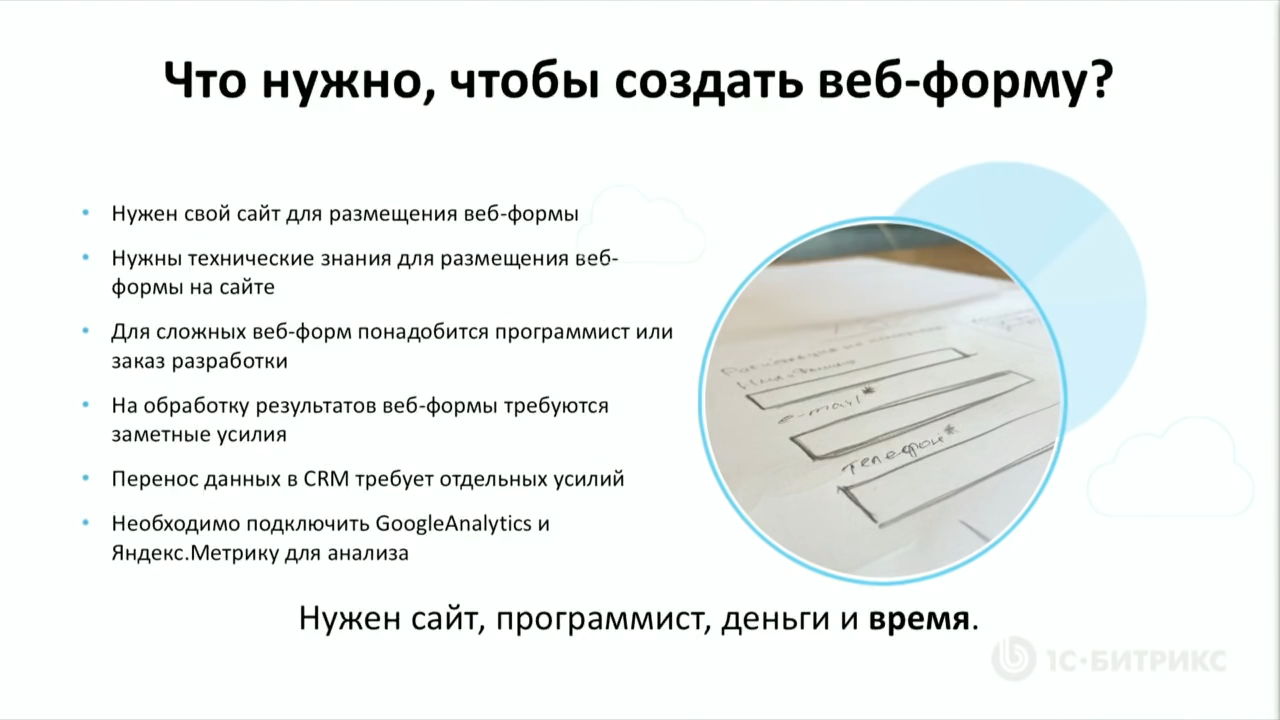 Что нужно, чтобы создать веб-форму?
• Нужен свой сайт для размещения веб-формы
• Нужны технические знания для размещения веб-
формы на сайте
• Для сложных веб-форм понадобится программист или
заказ разработки
• На обработку результатов веб-формы требуются
заметные усилия
• Перенос данных в CRM требует отдельных усилий
• Необходимо подключить GoogleAnalytics и
Яндекс.Метрику для анализа
e-mail*
телефон*
Нужен сайт, программист, деньги и время.
1С·БИТРИКС